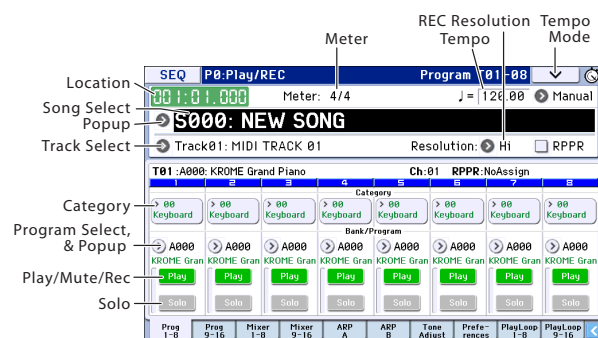 REC Resolution Tempo
Meter Tempo Mode
Location
Song Select
Popup
Track Select
Category
Program Select,
& Popup
Play/Mute/Rec
Solo
SEQ P0:Play/REC Program T01-08
001:01.000 Meter: 4/4 ♩= 120.00 Manual
S000: NEW SONG
Track01: MIDI TRACK 01 Resolution: Hi RPPR
T01 :A000: KROME Grand Piano Ch:01 RPPR:NoAssign
1 2 3 4 5 6 7 8
Category
> 00 > 00 > 00 > 00 > 00 > 00 > 00 > 00
Keyboard Keyboard Keyboard Keyboard Keyboard Keyboard Keyboard Keyboard
Bank/Program
A000 A000 A000 A000 A000 A000 A000 A000
KROME Gran KROME Gran KROME Gran KROME Gran KROME Gran KROME Gran KROME Gran KROME Gran
Play Play Play Play Play Play Play Play
Solo Solo Solo Solo Solo Solo Solo Solo
Prog Prog Mixer Mixer ARP ARP Tone Prefe- PlayLoop PlayLoop
1-8 9-16 1-8 9-16 A B Adjust rences 1-8 9-16